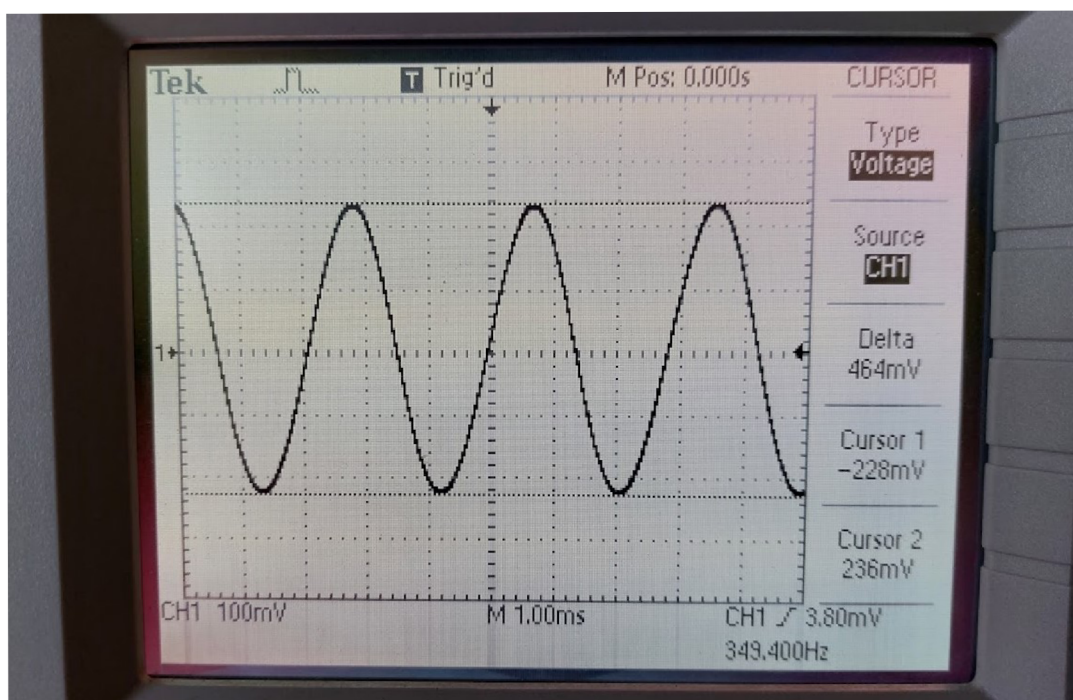 Tek T Trig'd M Pos: 0.000s CURSOR
Type
Voltage
Source
CH1
1
Delta
464mV
Cursor 1
-228mV
Cursor 2
236mV
CH1 100mV M 1.00ms CH1 3.80mV
349.400Hz